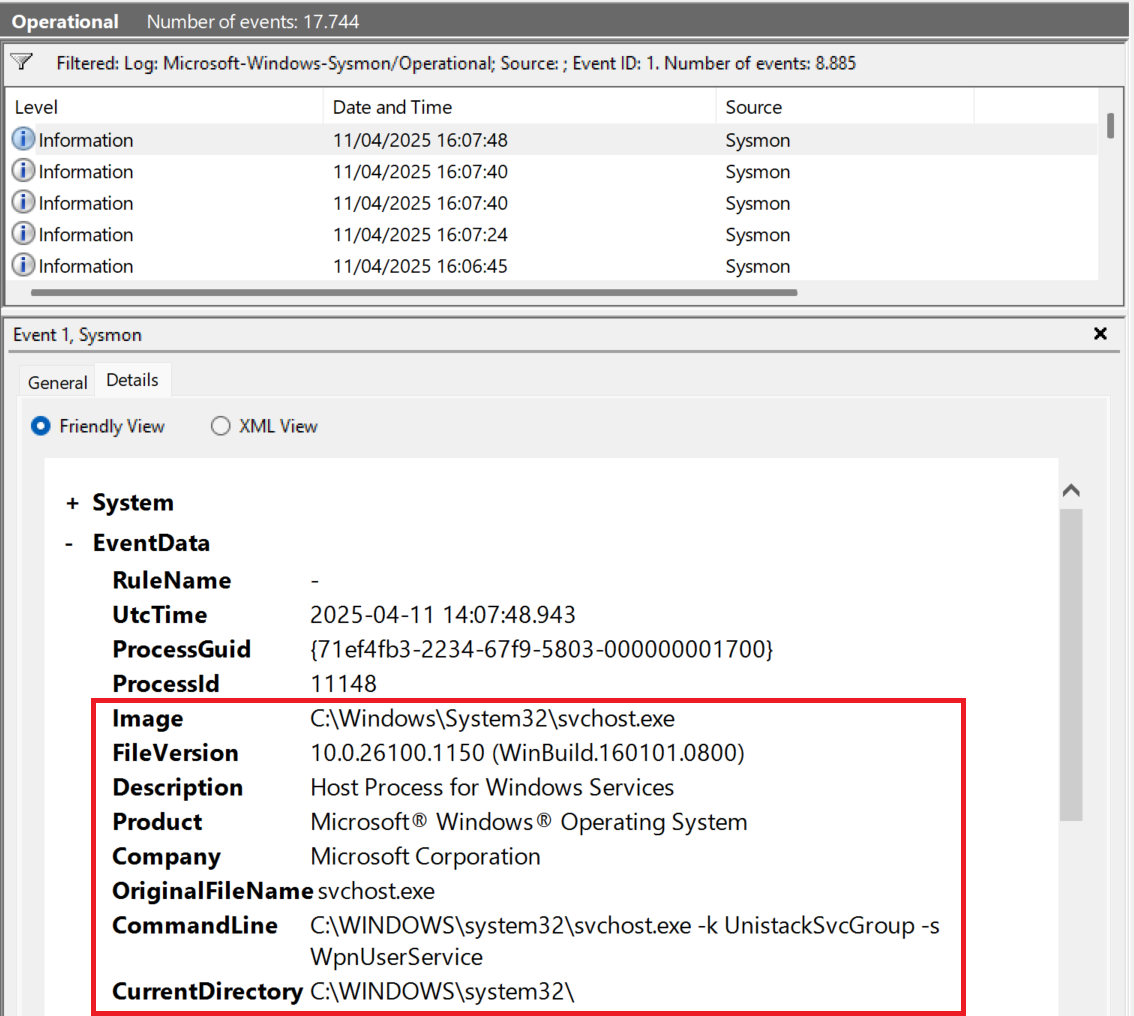 Operational Number of events: 17.744
Filtered: Log: Microsoft-Windows-Sysmon/Operational; Source: ; Event ID: 1. Number of events: 8.885
Level Date and Time Source
Information 11/04/2025 16:07:48 Sysmon
Information 11/04/2025 16:07:40 Sysmon
Information 11/04/2025 16:07:40 Sysmon
Information 11/04/2025 16:07:24 Sysmon
Information 11/04/2025 16:06:45 Sysmon
Event 1, Sysmon
General Details
Friendly View XML View
+ System
- EventData
RuleName -
UtcTime 2025-04-11 14:07:48.943
ProcessGuid {71ef4fb3-2234-67f9-5803-000000001700}
ProcessId 11148
Image C:\Windows\System32\svchost.exe
FileVersion 10.0.26100.1150 (WinBuild.160101.0800)
Description Host Process for Windows Services
Product Microsoft® Windows® Operating System
Company Microsoft Corporation
OriginalFileName svchost.exe
CommandLine C:\WINDOWS\system32\svchost.exe -k UnistackSvcGroup -s
WpnUserService
CurrentDirectory C:\WINDOWS\system32\